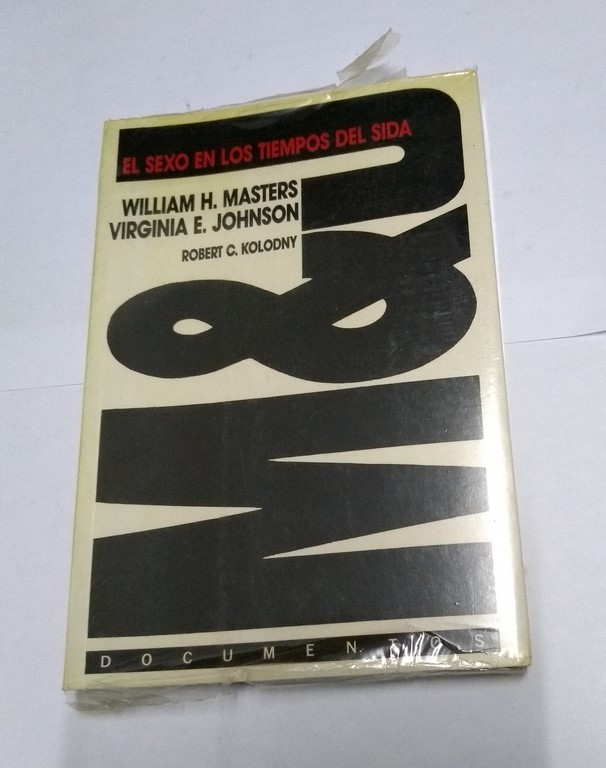 EL SEXO EN LOS TIEMPOS DEL SIDA
WILLIAM H. MASTERS
VIRGINIA E. JOHNSON
ROBERT C. KOLODNY
M&J
DOCUMENTOS